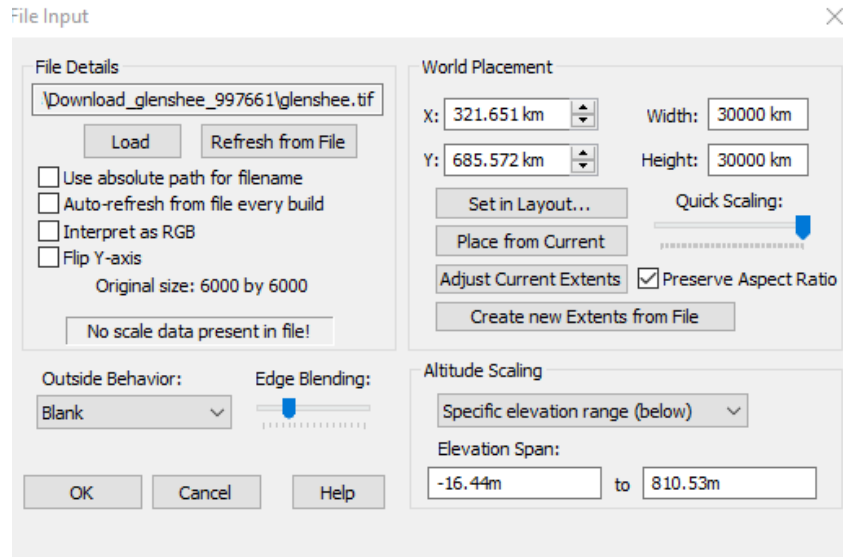 File Input
File Details
\Download_glenshee_997661\glenshee.tif
Load
Refresh from File
Use absolute path for filename
Auto-refresh from file every build
Interpret as RGB
Flip Y-axis
Original size: 6000 by 6000
No scale data present in file!
Outside Behavior:
Edge Blending:
Blank
OK
Cancel
Help
World Placement
X: 321.651 km
Width: 30000 km
Y: 685.572 km
Height: 30000 km
Set in Layout...
Quick Scaling:
Place from Current
Adjust Current Extents
Preserve Aspect Ratio
Create new Extents from File
Altitude Scaling
Specific elevation range (below)
Elevation Span:
-16.44m to 810.53m